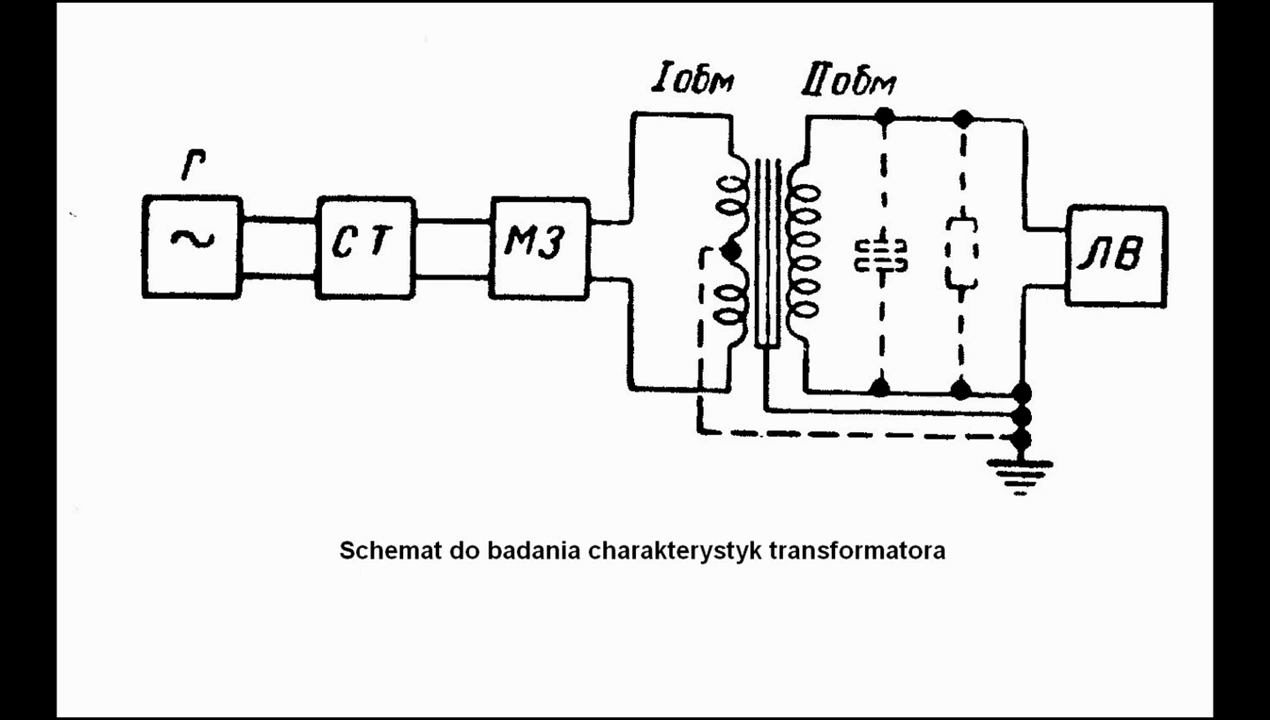 I обм
II обм
Г
~
СТ
МЗ
ЛВ
Schemat do badania charakterystyk transformatora